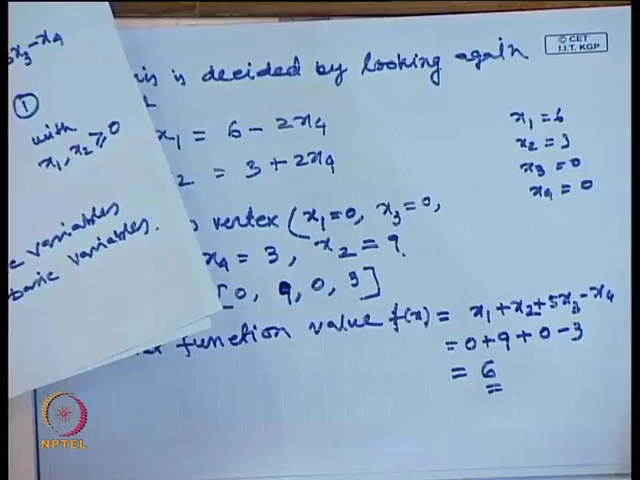 5x3-x4
1
with
x1, x2 ≥ 0
e variables
basic variables.
© CET
I.I.T. KGP
is is decided by looking again
x1 = 6 - 2x4
2 = 3 + 2x4
x1 = 6
x2 = 3
x3 = 0
x4 = 0
vertex (x1=0, x3=0,
x4 = 3, x2 = 9.
[0, 9, 0, 3]
function value f(x) = x1+x2+5x3-x4
= 0+9+0-3
= 6
NPTEL